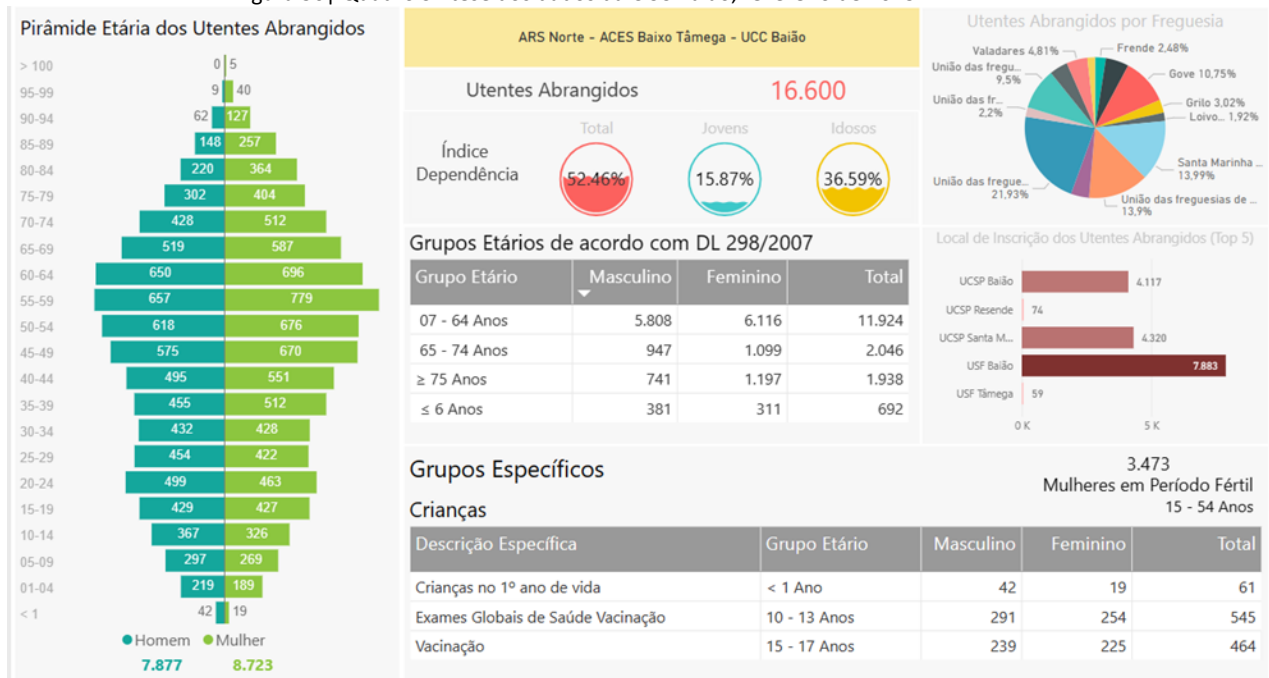 Pirâmide Etária dos Utentes Abrangidos
> 100 0 5
95-99 9 40
90-94 62 127
85-89 148 257
80-84 220 364
75-79 302 404
70-74 428 512
65-69 519 587
60-64 650 696
55-59 657 779
50-54 618 676
45-49 575 670
40-44 495 551
35-39 455 512
30-34 432 428
25-29 454 422
20-24 499 463
15-19 429 427
10-14 367 326
05-09 297 269
01-04 219 189
< 1 42 19
Homem Mulher
7.877 8.723
ARS Norte - ACES Baixo Tâmega - UCC Baião
Utentes Abrangidos 16.600
Total Jovens Idosos
Índice
Dependência
52.46% 15.87% 36.59%
Utentes Abrangidos por Freguesia
Valadares 4,81%
Frende 2,48%
União das fregu...
9,5%
Gove 10,75%
União das fr...
2,2%
Grilo 3,02%
Loivo... 1,92%
Santa Marinha ...
13,99%
União das fregue...
21,93%
União das freguesias de ...
13,9%
Grupos Etários de acordo com DL 298/2007
Grupo Etário Masculino Feminino Total
07 - 64 Anos 5.808 6.116 11.924
65 - 74 Anos 947 1.099 2.046
≥ 75 Anos 741 1.197 1.938
≤ 6 Anos 381 311 692
Local de Inscrição dos Utentes Abrangidos (Top 5)
UCSP Baião 4.117
UCSP Resende 74
UCSP Santa M... 4.320
USF Baião 7.883
USF Tâmega 59
0 K 5 K
Grupos Específicos
3.473
Mulheres em Período Fértil
15 - 54 Anos
Crianças
Descrição Específica Grupo Etário Masculino Feminino Total
Crianças no 1º ano de vida < 1 Ano 42 19 61
Exames Globais de Saúde Vacinação 10 - 13 Anos 291 254 545
Vacinação 15 - 17 Anos 239 225 464